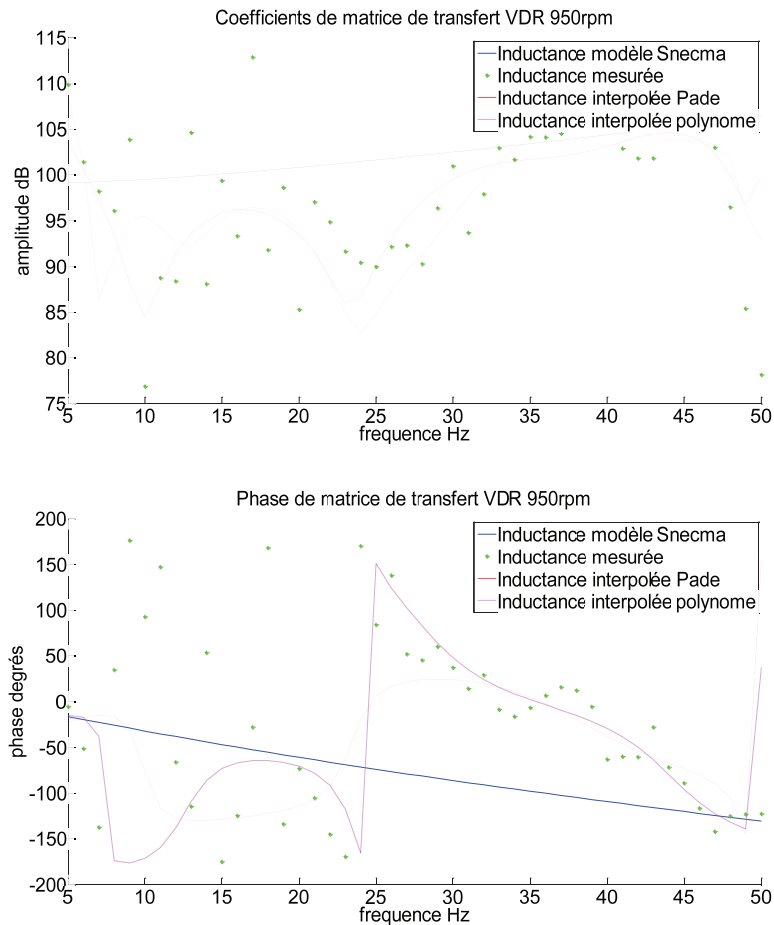 Coefficients de matrice de transfert VDR 950rpm
115
110
105
100
95
90
85
80
75
amplitude dB
Inductance modèle Snecma
Inductance mesurée
Inductance interpolée Pade
Inductance interpolée polynome
5 10 15 20 25 30 35 40 45 50
frequence Hz
Phase de matrice de transfert VDR 950rpm
200
150
100
50
0
-50
-100
-150
-200
phase degrés
Inductance modèle Snecma
Inductance mesurée
Inductance interpolée Pade
Inductance interpolée polynome
5 10 15 20 25 30 35 40 45 50
frequence Hz